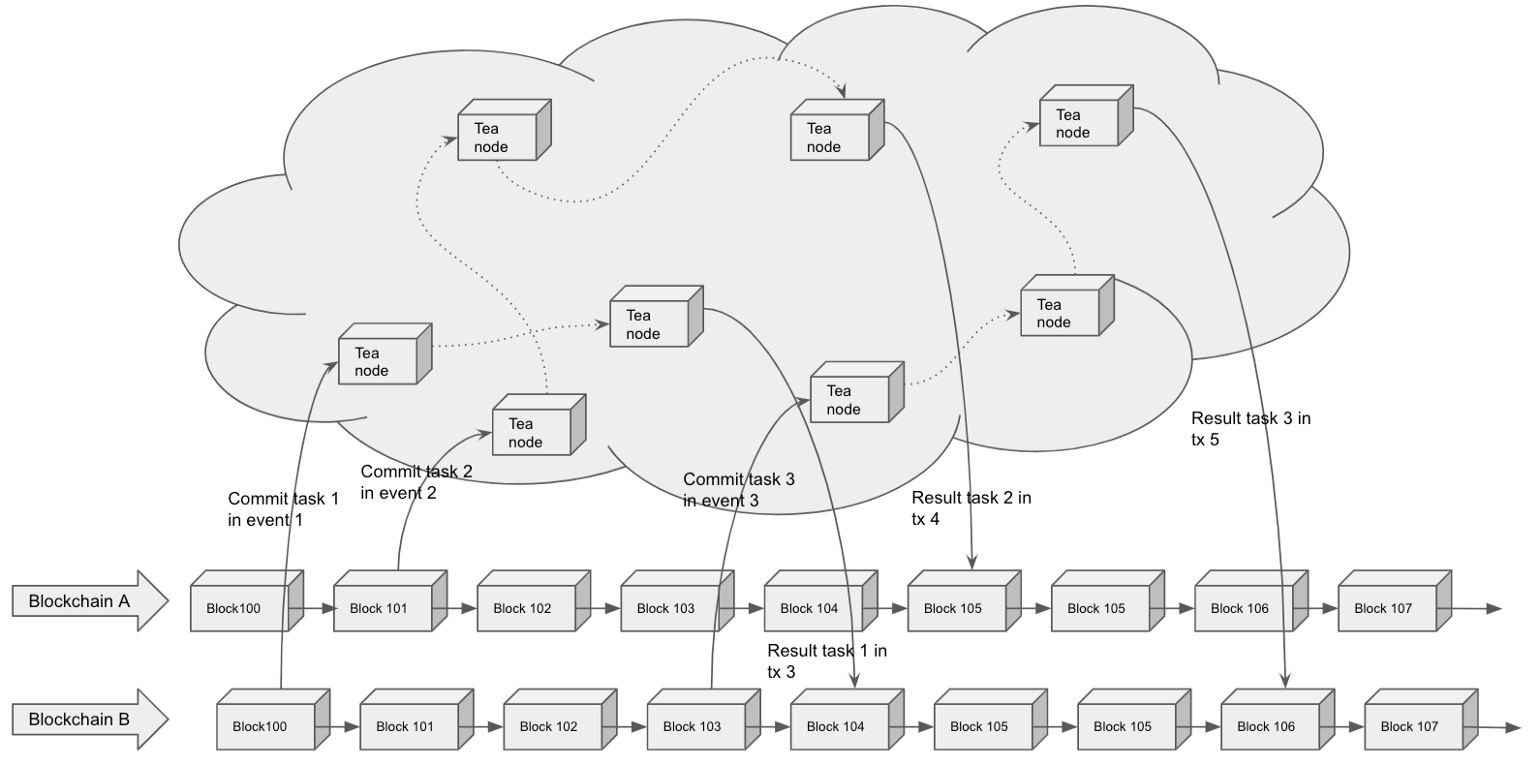 Tea
node
Tea
node
Tea
node
Tea
node
Tea
node
Tea
node
Tea
node
Tea
node
Tea
node
Commit task 1
in event 1
Commit task 2
in event 2
Commit task 3
in event 3
Result task 2 in
tx 4
Result task 3 in
tx 5
Blockchain A
Block100
Block 101
Block 102
Block 103
Block 104
Block 105
Block 105
Block 106
Block 107
Result task 1 in
tx 3
Blockchain B
Block100
Block 101
Block 102
Block 103
Block 104
Block 105
Block 105
Block 106
Block 107